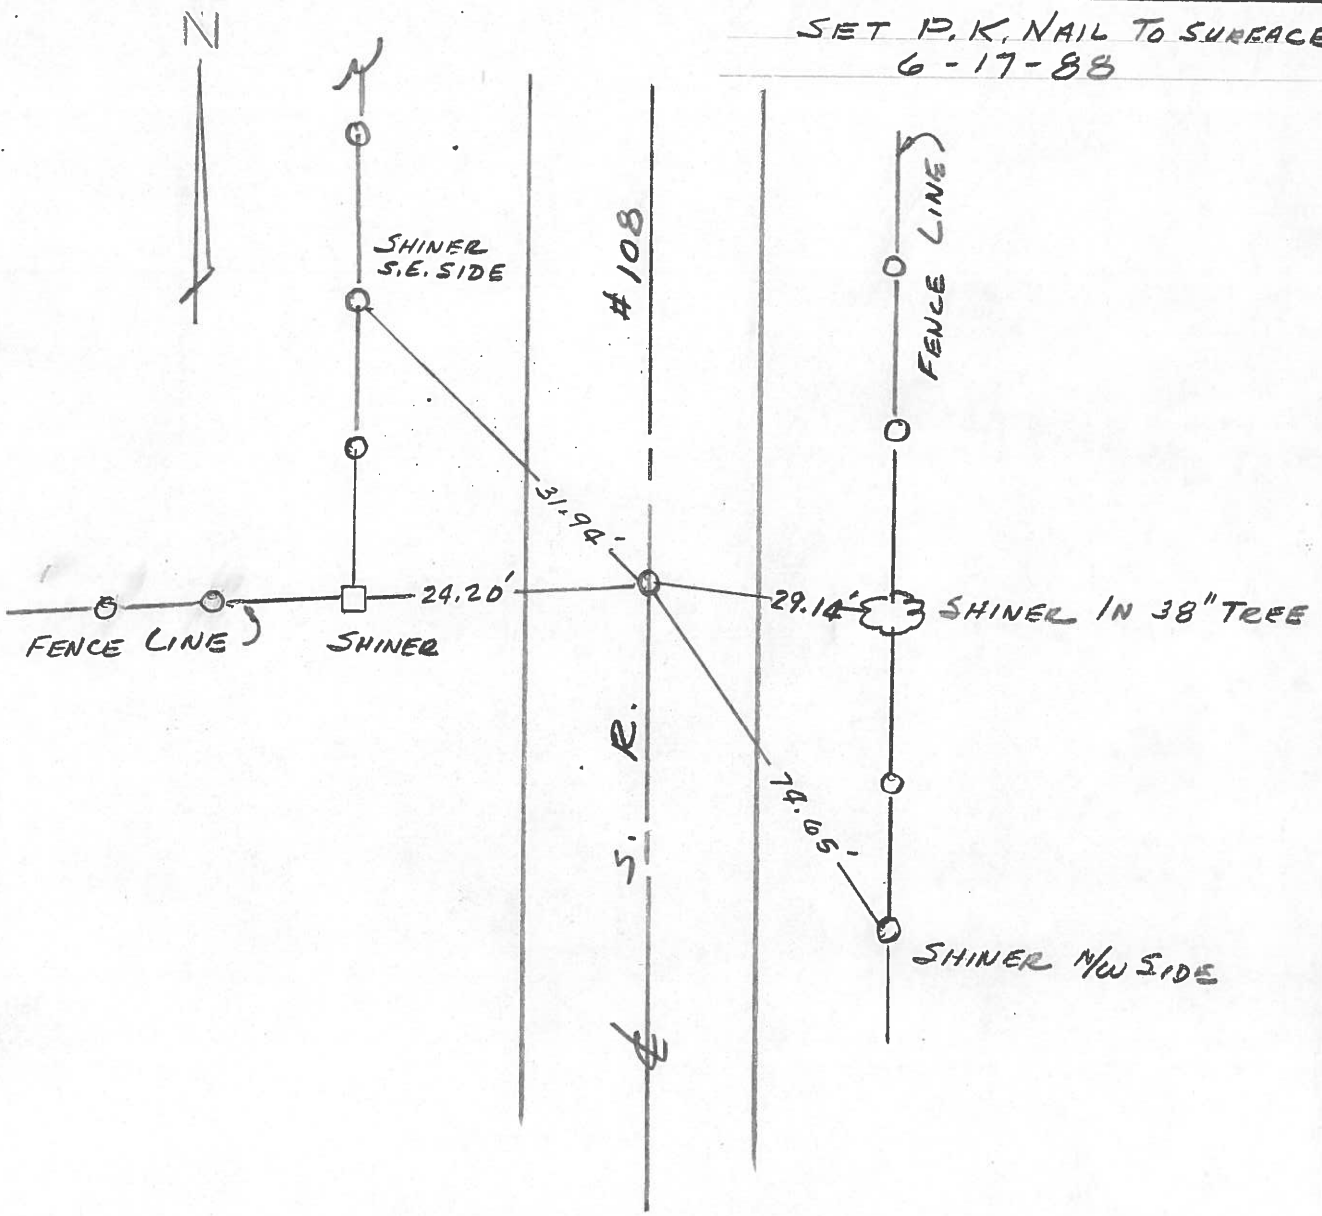 SET P.K. NAIL TO SURFACE
6-17-88
N
SHINER
S.E. SIDE
# 108
FENCE LINE
31.94'
24.20'
29.14'
SHINER IN 38" TREE
FENCE LINE
SHINER
S. R.
74.65'
SHINER N/W SIDE
℄